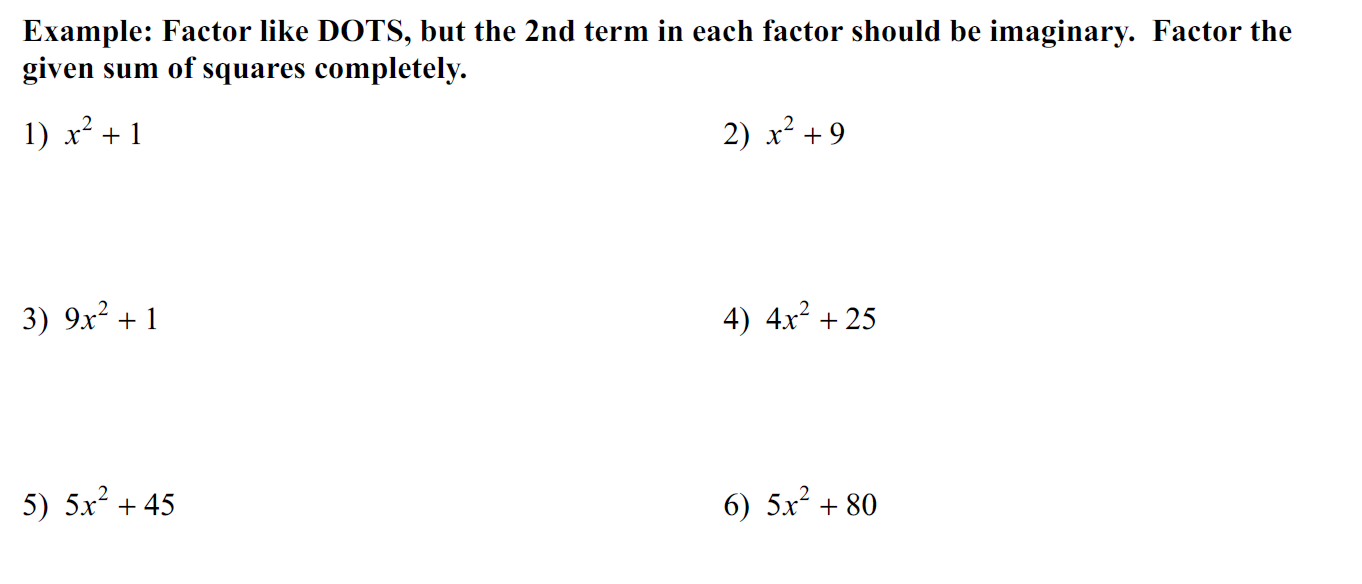 Example: Factor like DOTS, but the 2nd term in each factor should be imaginary.  Factor the
given sum of squares completely.
1) x² + 1
2) x² + 9
3) 9x² + 1
4) 4x² + 25
5) 5x² + 45
6) 5x² + 80